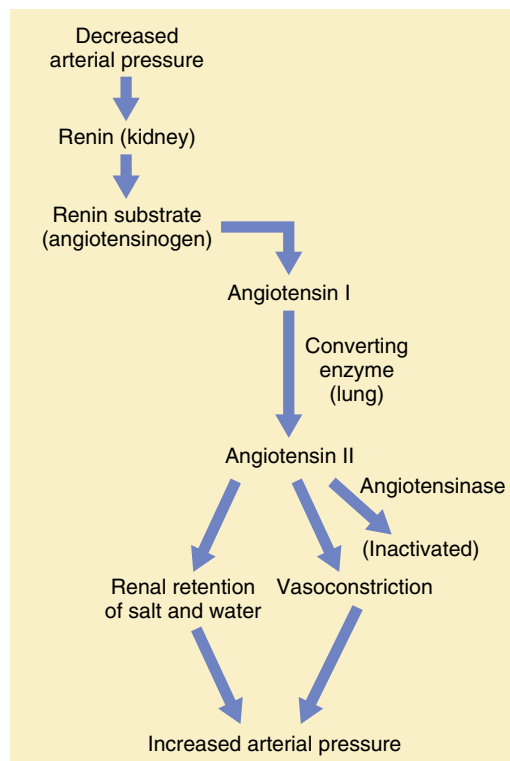 Decreased
arterial pressure
Renin (kidney)
Renin substrate
(angiotensinogen)
Angiotensin I
Converting
enzyme
(lung)
Angiotensin II
Angiotensinase
(Inactivated)
Renal retention
of salt and water
Vasoconstriction
Increased arterial pressure